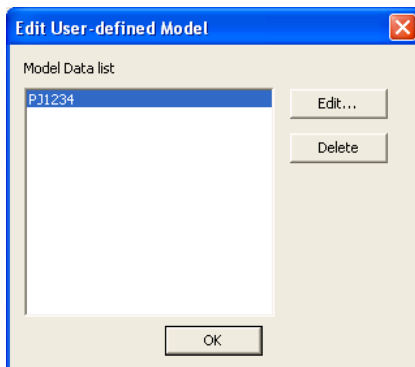 Edit User-defined Model
Model Data list
PJ1234
Edit...
Delete
OK